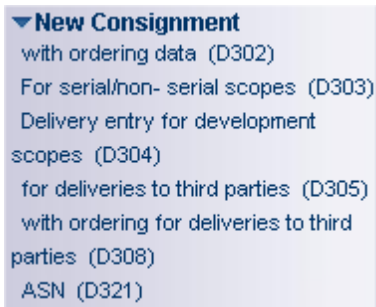 New Consignment
with ordering data (D302)
For serial/non- serial scopes (D303)
Delivery entry for development
scopes (D304)
for deliveries to third parties (D305)
with ordering for deliveries to third
parties (D308)
ASN (D321)